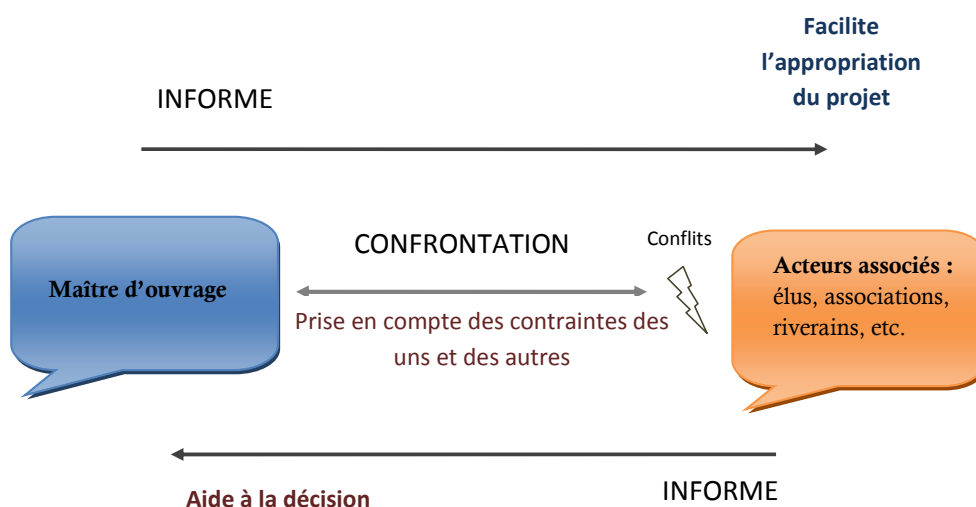 Facilite
l'appropriation
du projet
INFORME
CONFRONTATION
Conflits
Maître d'ouvrage
Acteurs associés :
élus, associations,
riverains, etc.
Prise en compte des contraintes des
uns et des autres
Aide à la décision
INFORME